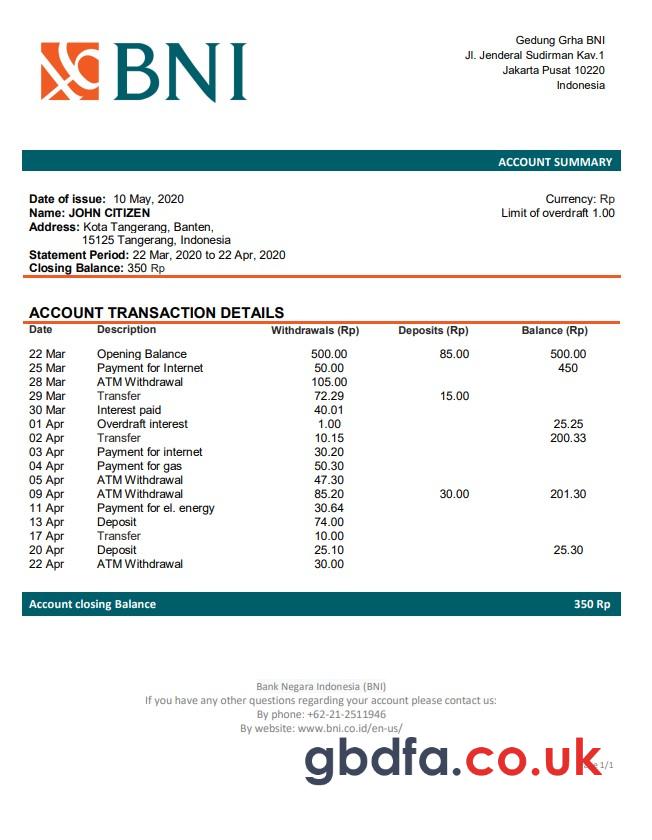 BNI
Gedung Grha BNI
Jl. Jenderal Sudirman Kav.1
Jakarta Pusat 10220
Indonesia
ACCOUNT SUMMARY
Date of issue: 10 May, 2020 Currency: Rp
Name: JOHN CITIZEN Limit of overdraft 1.00
Address: Kota Tangerang, Banten,
15125 Tangerang, Indonesia
Statement Period: 22 Mar, 2020 to 22 Apr, 2020
Closing Balance: 350 Rp
ACCOUNT TRANSACTION DETAILS
Date Description Withdrawals (Rp) Deposits (Rp) Balance (Rp)
22 Mar Opening Balance 500.00 85.00 500.00
25 Mar Payment for Internet 50.00 450
28 Mar ATM Withdrawal 105.00
29 Mar Transfer 72.29 15.00
30 Mar Interest paid 40.01
01 Apr Overdraft interest 1.00 25.25
02 Apr Transfer 10.15 200.33
03 Apr Payment for internet 30.20
04 Apr Payment for gas 50.30
05 Apr ATM Withdrawal 47.30
09 Apr ATM Withdrawal 85.20 30.00 201.30
11 Apr Payment for el. energy 30.64
13 Apr Deposit 74.00
17 Apr Transfer 10.00
20 Apr Deposit 25.10 25.30
22 Apr ATM Withdrawal 30.00
Account closing Balance 350 Rp
Bank Negara Indonesia (BNI)
If you have any other questions regarding your account please contact us:
By phone: +62-21-2511946
By website: www.bni.co.id/en-us/
gbdfa.co.uk
1/1